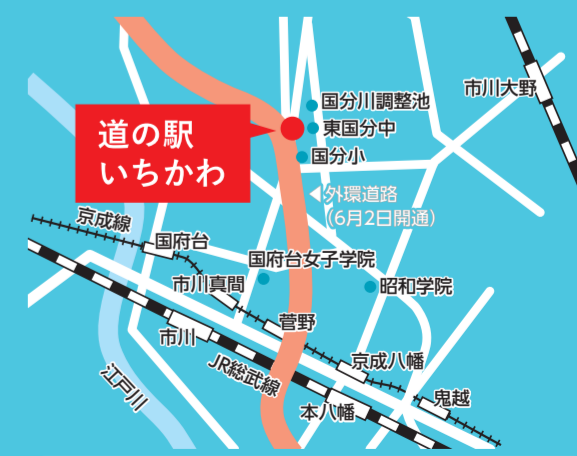 市川大野
国分川調整池
東国分中
国分小
道の駅
いちかわ
外環道路
(6月2日開通)
京成線
国府台
国府台女子学院
市川真間
昭和学院
菅野
市川
JR総武線
京成八幡
江戸川
本八幡
鬼越